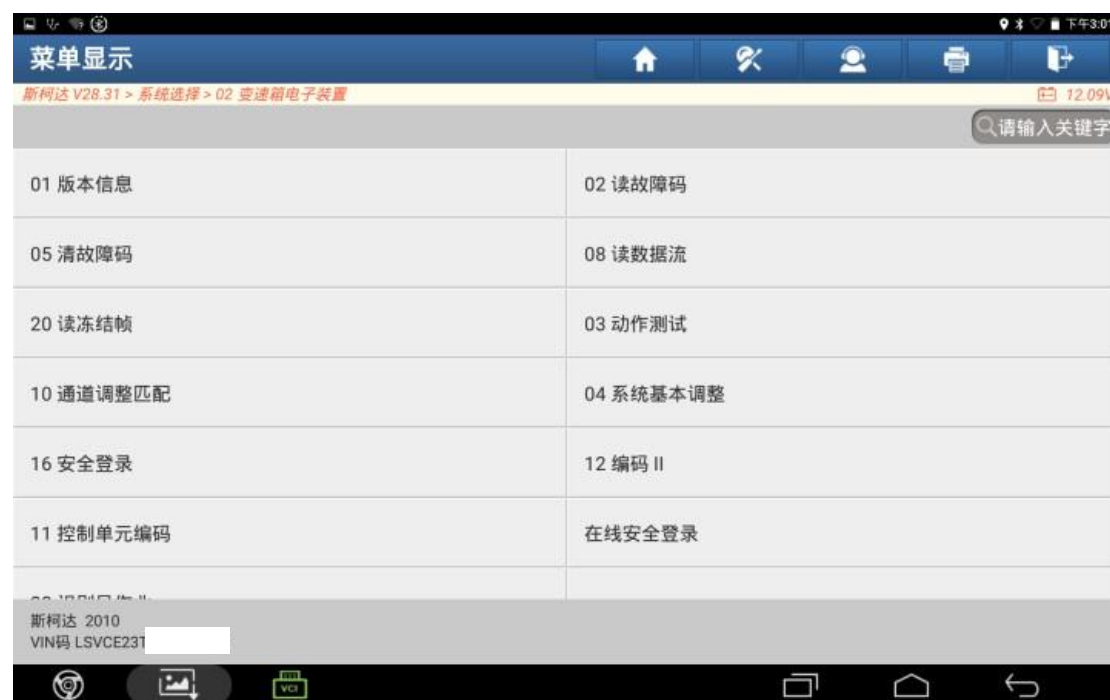 下午3:01
菜单显示
斯柯达 V28.31 > 系统选择 > 02 变速箱电子装置
12.09V
请输入关键字
01 版本信息
02 读故障码
05 清故障码
08 读数据流
20 读冻结帧
03 动作测试
10 通道调整匹配
04 系统基本调整
16 安全登录
12 编码 II
11 控制单元编码
在线安全登录
斯柯达 2010
VIN码 LSVCE23T
VCI